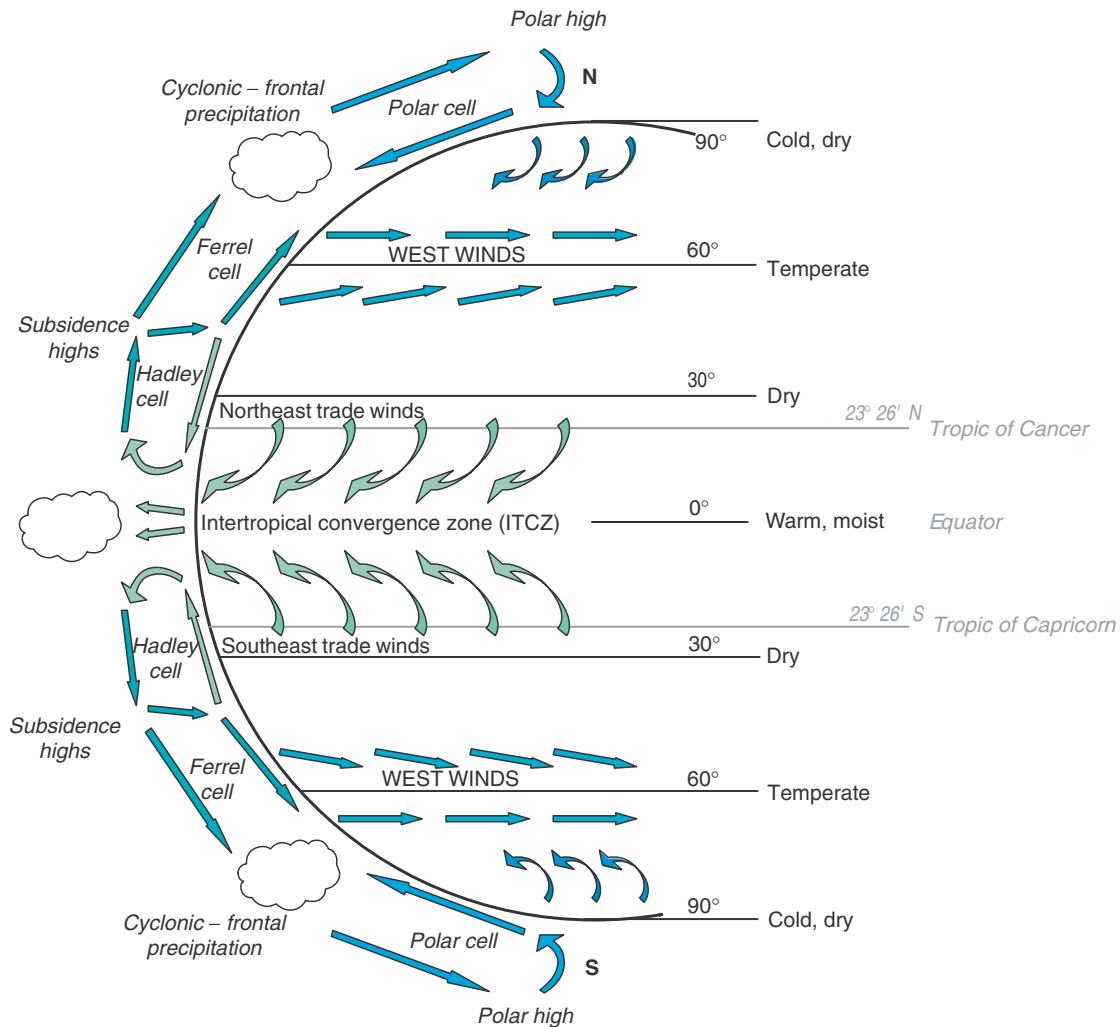 Polar high
N
Cyclonic – frontal
precipitation
Polar cell
90°
Cold, dry
Ferrel
cell
WEST WINDS
60°
Temperate
Subsidence
highs
Hadley
cell
30°
Dry
Northeast trade winds
23° 26' N
Tropic of Cancer
Intertropical convergence zone (ITCZ)
0°
Warm, moist
Equator
23° 26' S
Tropic of Capricorn
Hadley
cell
Southeast trade winds
30°
Dry
Subsidence
highs
Ferrel
cell
WEST WINDS
60°
Temperate
90°
Cold, dry
Cyclonic – frontal
precipitation
Polar cell
S
Polar high